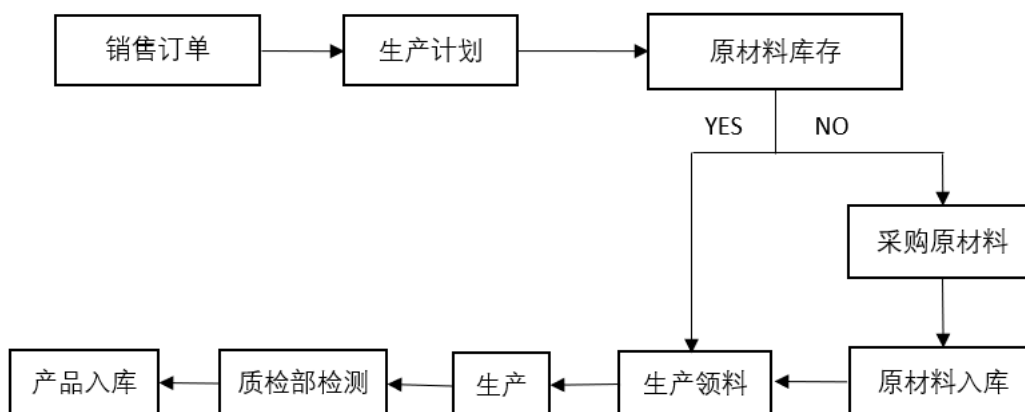 销售订单
生产计划
原材料库存
YES
NO
采购原材料
产品入库
质检部检测
生产
生产领料
原材料入库